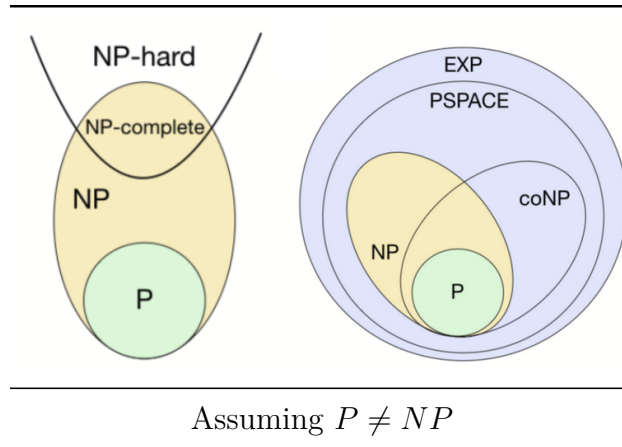 NP-hard
NP-complete
NP
P
EXP
PSPACE
coNP
NP
P
Assuming P ≠ NP